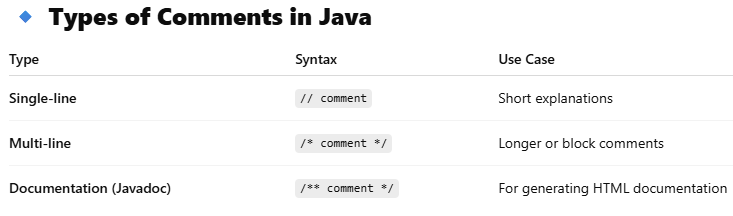 Types of Comments in Java
Type Syntax Use Case
Single-line // comment Short explanations
Multi-line /* comment */ Longer or block comments
Documentation (Javadoc) /** comment */ For generating HTML documentation